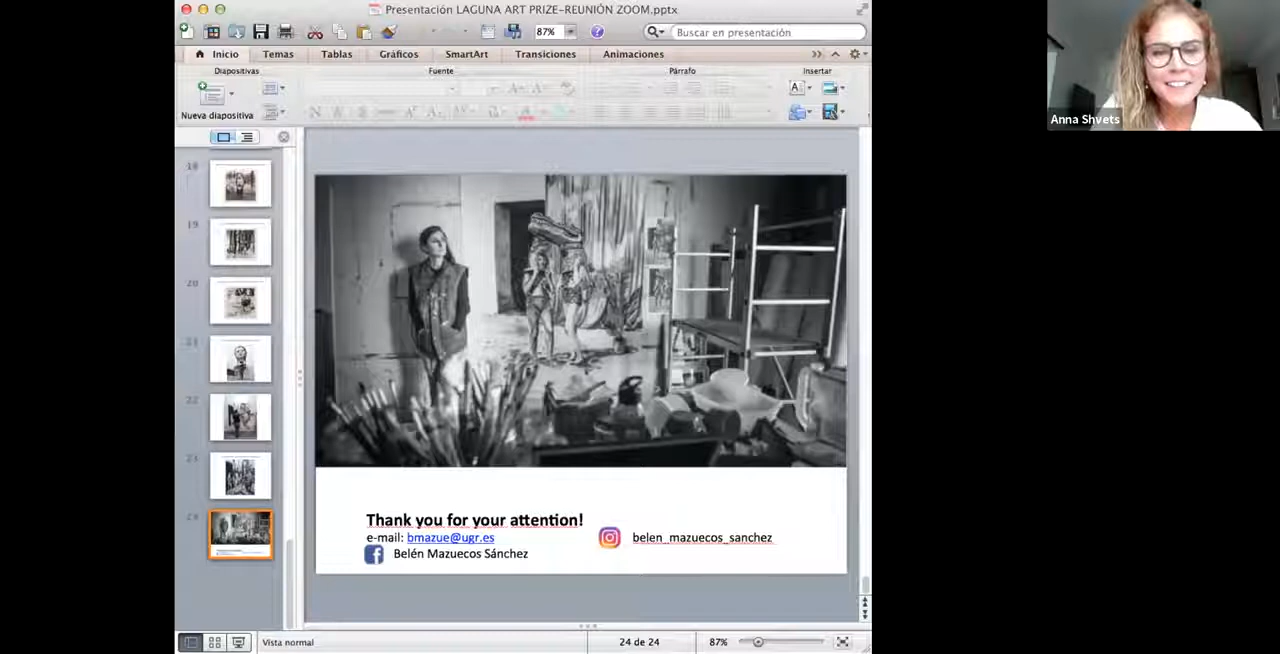 Presentación LAGUNA ART PRIZE-REUNIÓN ZOOM.pptx
87%
Buscar en presentación
Inicio
Temas
Tablas
Gráficos
SmartArt
Transiciones
Animaciones
Diapositivas
Fuente
Párrafo
Insertar
Nueva diapositiva
18
19
20
21
22
23
24
Thank you for your attention!
e-mail: bmazue@ugr.es
belen_mazuecos_sanchez
Belén Mazuecos Sánchez
Vista normal
24 de 24
87%
Anna Shvets